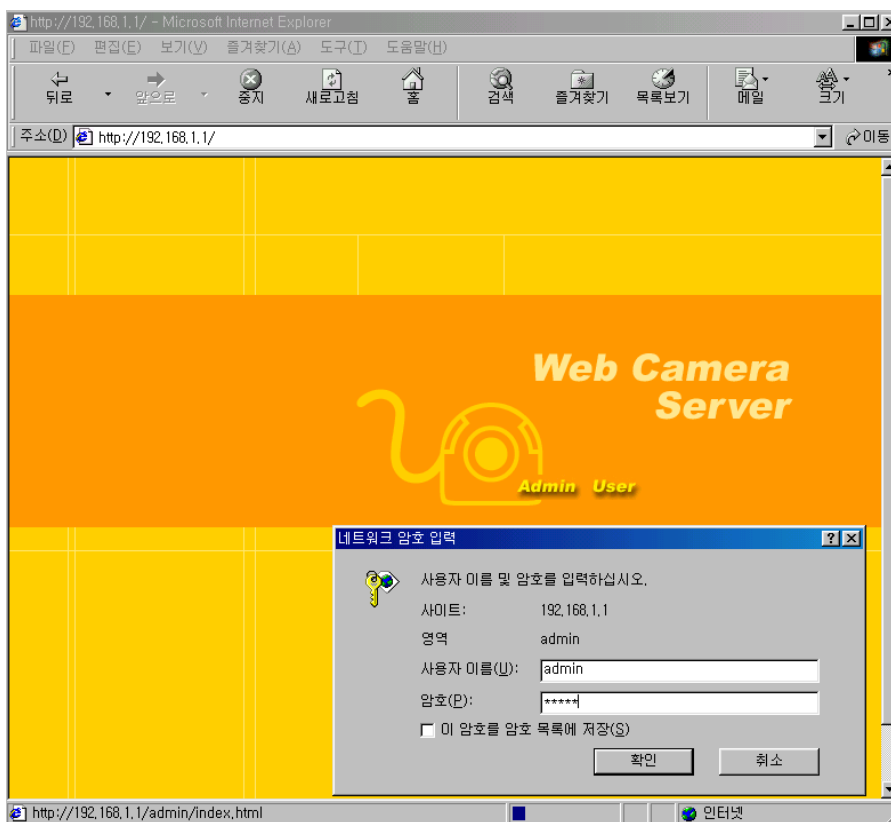 http://192,168,1,1/ - Microsoft Internet Explorer
파일(F) 편집(E) 보기(V) 즐겨찾기(A) 도구(T) 도움말(H)
뒤로 앞으로 중지 새로고침 홈 검색 즐겨찾기 목록보기 메일 크기
주소(D) http://192,168,1,1/ 이동
Web Camera
Server
Admin User
네트워크 암호 입력
사용자 이름 및 암호를 입력하십시오,
사이트: 192,168,1,1
영역 admin
사용자 이름(U): admin
암호(P): *****
이 암호를 암호 목록에 저장(S)
확인 취소
http://192,168,1,1/admin/index,html 인터넷